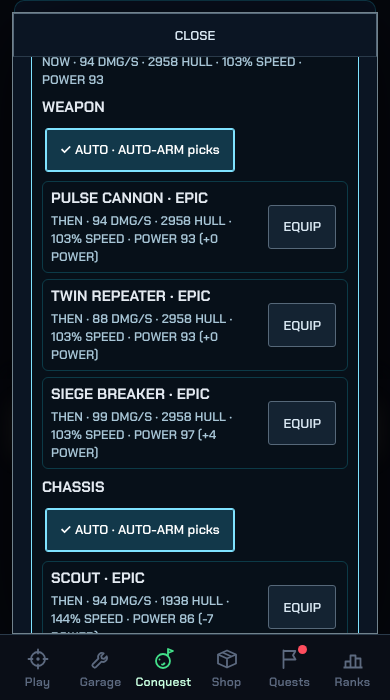 CLOSE
NOW · 94 DMG/S · 2958 HULL · 103% SPEED ·
POWER 93
WEAPON
✓ AUTO · AUTO-ARM picks
PULSE CANNON · EPIC
THEN · 94 DMG/S · 2958 HULL ·
103% SPEED · POWER 93 (+0
POWER)
EQUIP
TWIN REPEATER · EPIC
THEN · 88 DMG/S · 2958 HULL ·
103% SPEED · POWER 93 (+0
POWER)
EQUIP
SIEGE BREAKER · EPIC
THEN · 99 DMG/S · 2958 HULL ·
103% SPEED · POWER 97 (+4
POWER)
EQUIP
CHASSIS
✓ AUTO · AUTO-ARM picks
SCOUT · EPIC
THEN · 94 DMG/S · 1938 HULL ·
144% SPEED · POWER 86 (-7
POWER)
EQUIP
Play
Garage
Conquest
Shop
Quests
Ranks